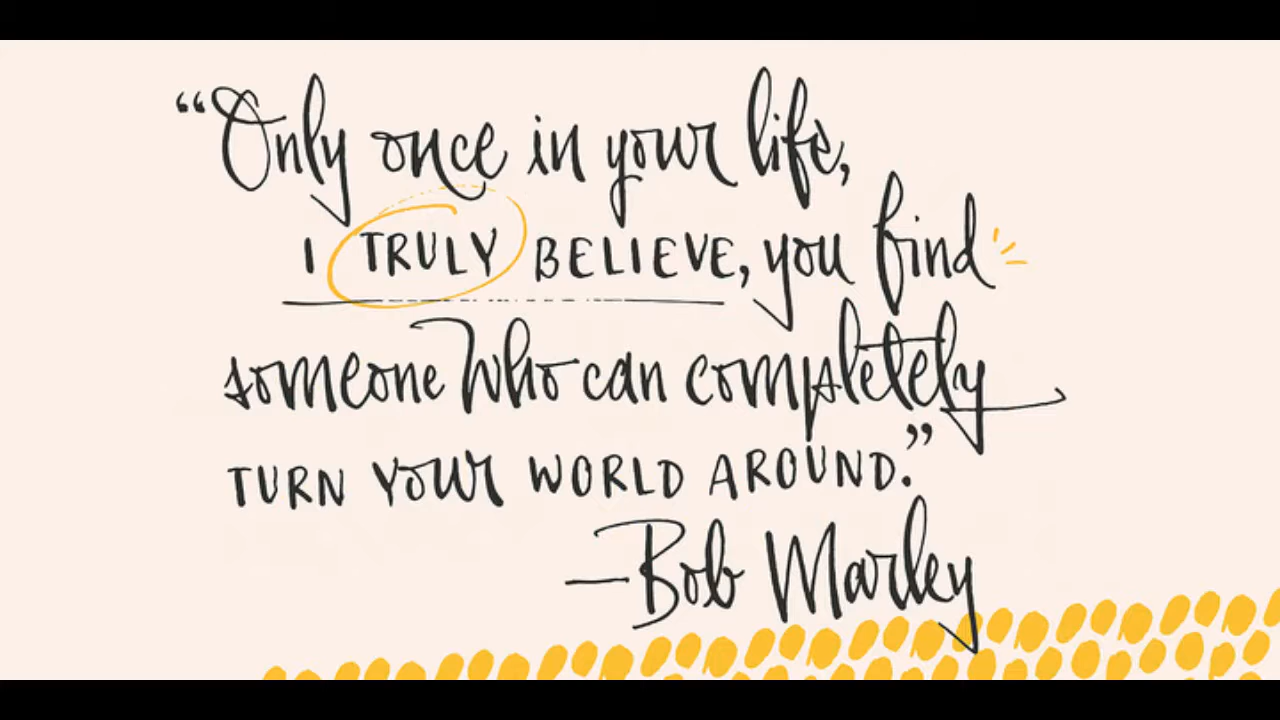 “Only once in your life,
I TRULY BELIEVE, you find
someone who can completely
TURN YOUR WORLD AROUND.”
—Bob Marley